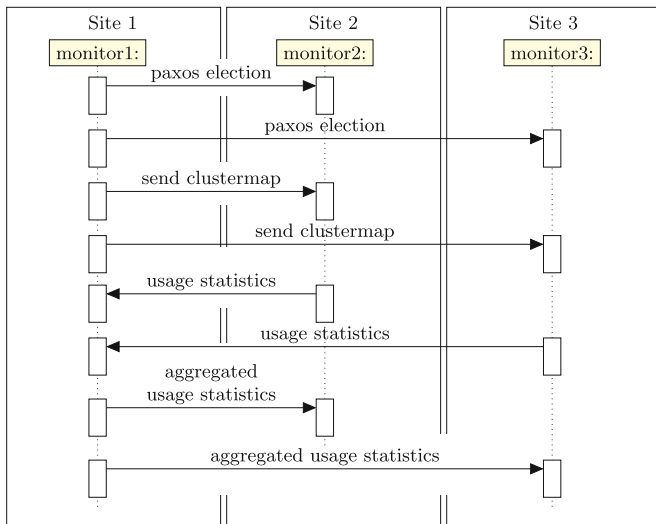 Site 1
Site 2
Site 3
monitor1:
monitor2:
monitor3:
paxos election
paxos election
send clustermap
send clustermap
usage statistics
usage statistics
aggregated
usage statistics
aggregated usage statistics